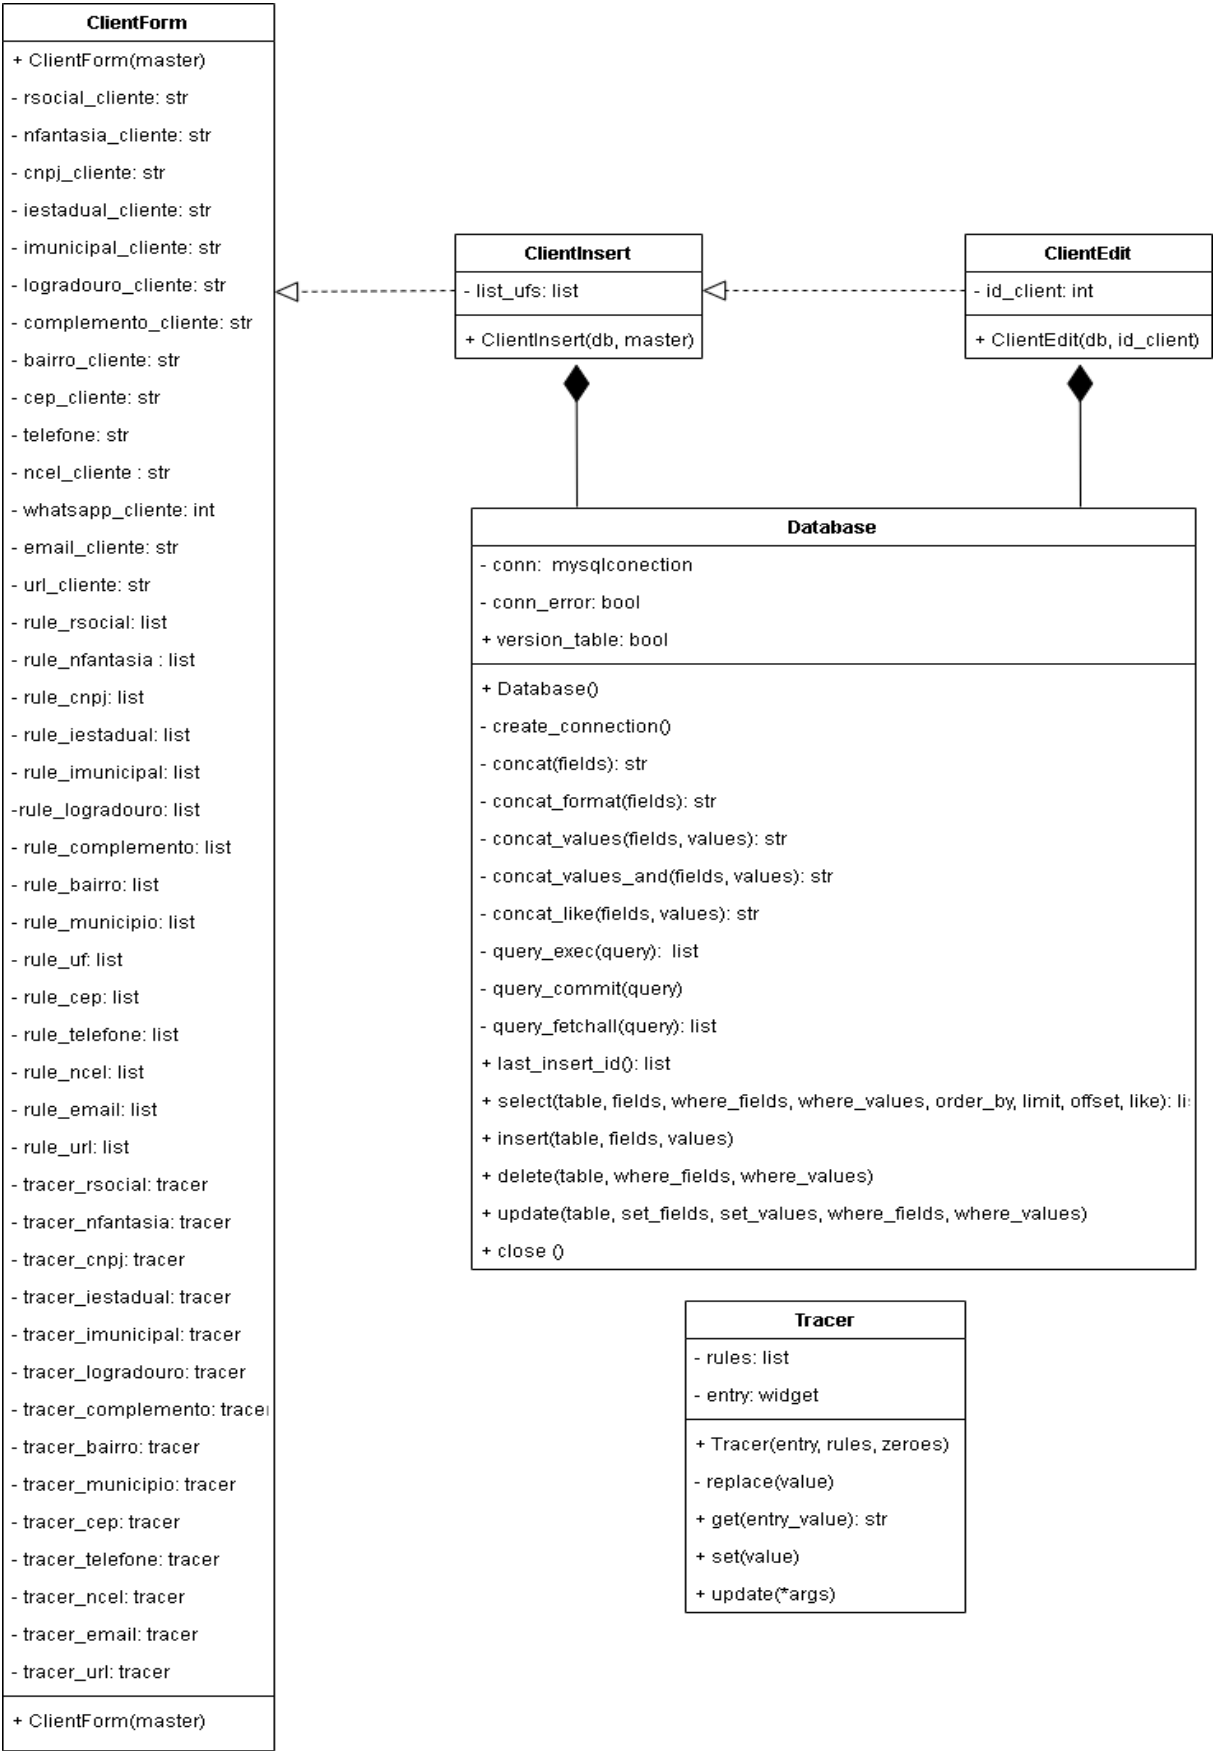 ClientForm
+ ClientForm(master)
- rsocial_cliente: str
- nfantasia_cliente: str
- cnpj_cliente: str
- iestadual_cliente: str
- imunicipal_cliente: str
- logradouro_cliente: str
- complemento_cliente: str
- bairro_cliente: str
- cep_cliente: str
- telefone: str
- ncel_cliente : str
- whatsapp_cliente: int
- email_cliente: str
- url_cliente: str
- rule_rsocial: list
- rule_nfantasia : list
- rule_cnpj: list
- rule_iestadual: list
- rule_imunicipal: list
-rule_logradouro: list
- rule_complemento: list
- rule_bairro: list
- rule_municipio: list
- rule_uf: list
- rule_cep: list
- rule_telefone: list
- rule_ncel: list
- rule_email: list
- rule_url: list
- tracer_rsocial: tracer
- tracer_nfantasia: tracer
- tracer_cnpj: tracer
- tracer_iestadual: tracer
- tracer_imunicipal: tracer
- tracer_logradouro: tracer
- tracer_complemento: tracer
- tracer_bairro: tracer
- tracer_municipio: tracer
- tracer_cep: tracer
- tracer_telefone: tracer
- tracer_ncel: tracer
- tracer_email: tracer
- tracer_url: tracer
+ ClientForm(master)
ClientInsert
- list_ufs: list
+ ClientInsert(db, master)
ClientEdit
- id_client: int
+ ClientEdit(db, id_client)
Database
- conn:  mysqlconection
- conn_error: bool
+ version_table: bool
+ Database()
- create_connection()
- concat(fields): str
- concat_format(fields): str
- concat_values(fields, values): str
- concat_values_and(fields, values): str
- concat_like(fields, values): str
- query_exec(query):  list
- query_commit(query)
- query_fetchall(query): list
+ last_insert_id(): list
+ select(table, fields, where_fields, where_values, order_by, limit, offset, like): li
+ insert(table, fields, values)
+ delete(table, where_fields, where_values)
+ update(table, set_fields, set_values, where_fields, where_values)
+ close ()
Tracer
- rules: list
- entry: widget
+ Tracer(entry, rules, zeroes)
- replace(value)
+ get(entry_value): str
+ set(value)
+ update(*args)